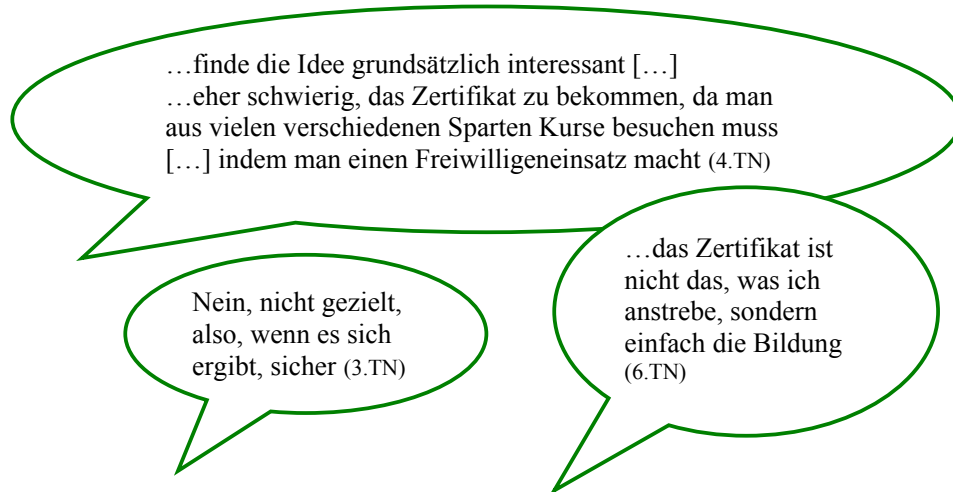 …finde die Idee grundsätzlich interessant […]
…eher schwierig, das Zertifikat zu bekommen, da man
aus vielen verschiedenen Sparten Kurse besuchen muss
[…] indem man einen Freiwilligeneinsatz macht (4.TN)
…das Zertifikat ist
nicht das, was ich
anstrebe, sondern
einfach die Bildung
(6.TN)
Nein, nicht gezielt,
also, wenn es sich
ergibt, sicher (3.TN)